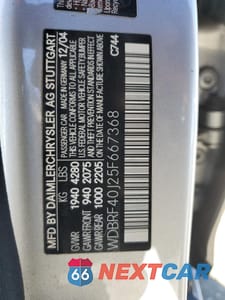 MFD BY DAIMLERCHRYSLER AG STUTTGART
PASSENGER CAR MADE IN GERMANY 12/04
KG LBS
GVWR 1940 4280
GAWR FRONT 940 2075
GAWR REAR 1000 2205
THIS VEHICLE CONFORMS TO ALL APPLICABLE
FEDERAL MOTOR VEHICLE SAFETY/BUMPER
AND THEFT PREVENTION STANDARDS IN EFFECT
ON THE DATE OF MANUFACTURE SHOWN ABOVE
WDBRF40J25F667368
C744
66
NEXTCAR66.COM